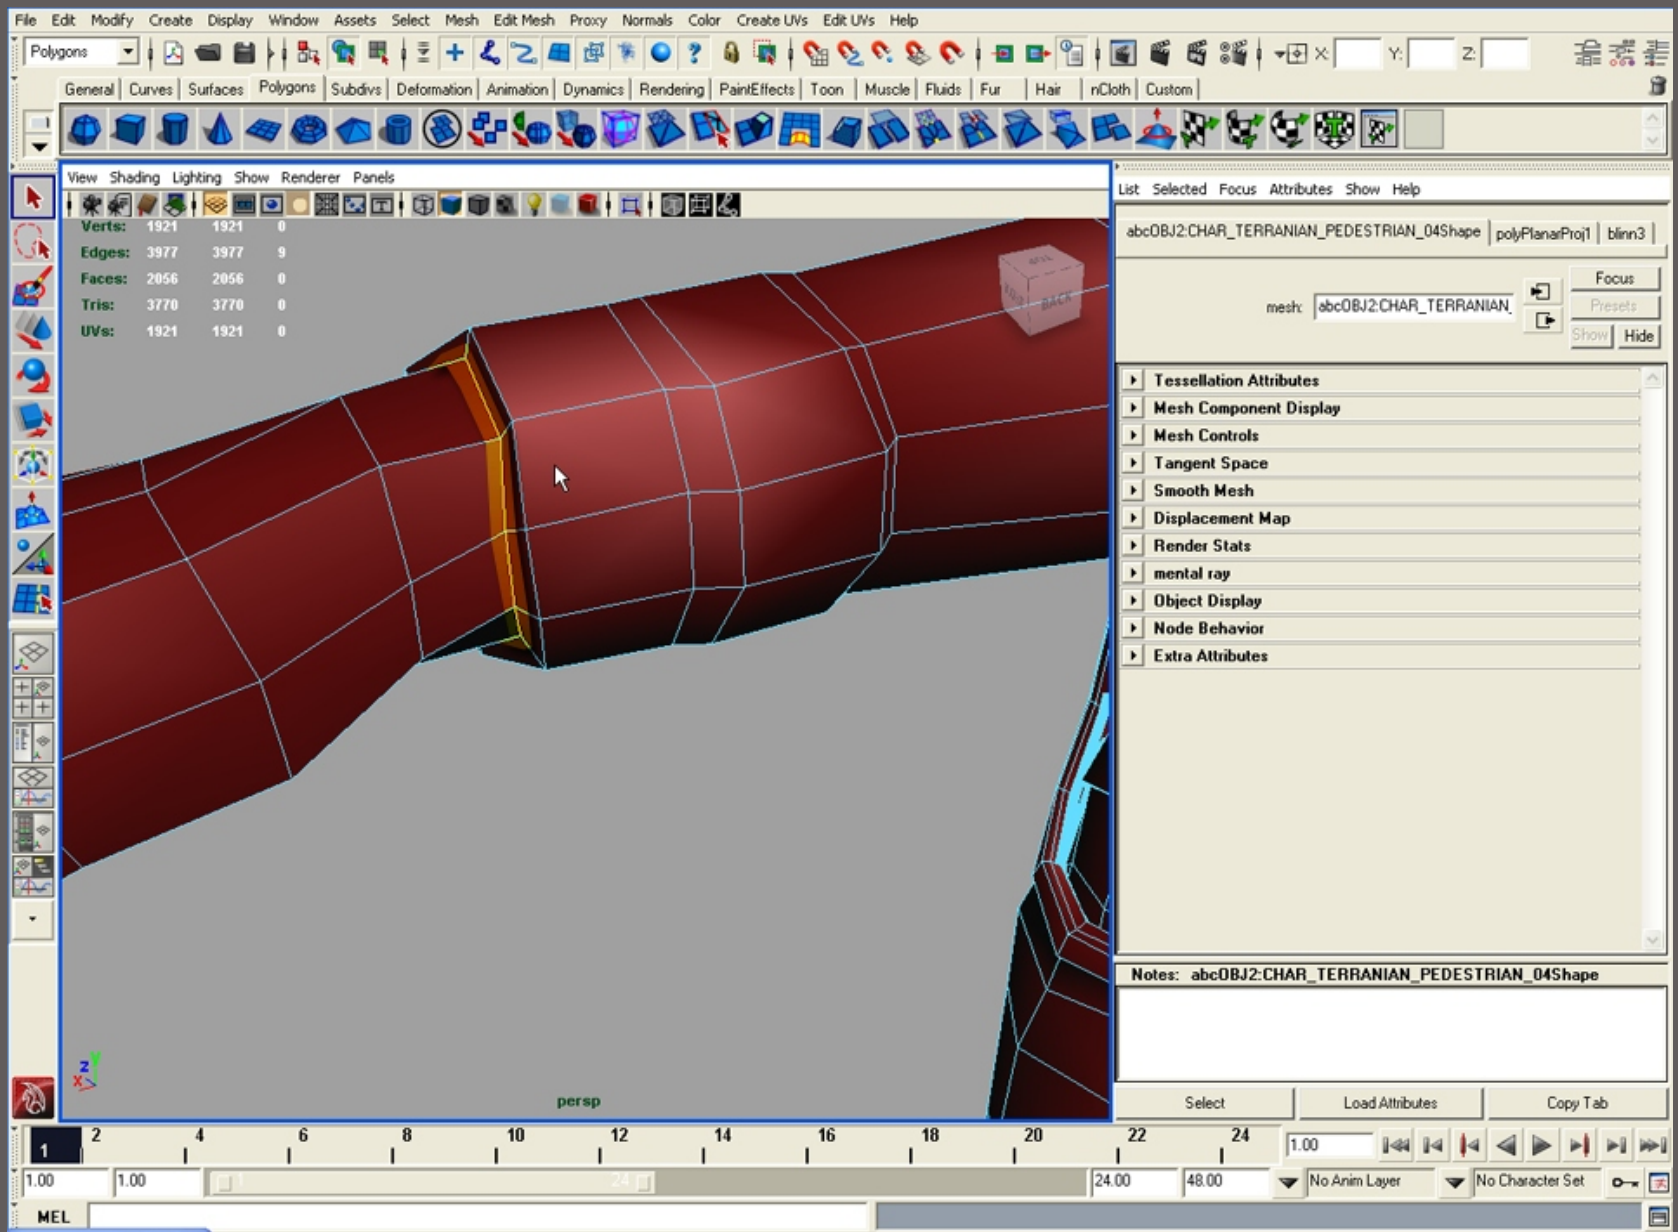 File Edit Modify Create Display Window Assets Select Mesh Edit Mesh Proxy Normals Color Create UVs Edit UVs Help
Polygons X: Y: Z:
General Curves Surfaces Polygons Subdivs Deformation Animation Dynamics Rendering PaintEffects Toon Muscle Fluids Fur Hair nCloth Custom
View Shading Lighting Show Renderer Panels
Verts: 1921 1921 0
Edges: 3977 3977 9
Faces: 2056 2056 0
Tris: 3770 3770 0
UVs: 1921 1921 0
BACK
persp
List Selected Focus Attributes Show Help
abcOBJ2:CHAR_TERRANIAN_PEDESTRIAN_04Shape polyPlanarProj1 blinn3
Focus
mesh: abcOBJ2:CHAR_TERRANIAN_
Presets
Show Hide
Tessellation Attributes
Mesh Component Display
Mesh Controls
Tangent Space
Smooth Mesh
Displacement Map
Render Stats
mental ray
Object Display
Node Behavior
Extra Attributes
Notes: abcOBJ2:CHAR_TERRANIAN_PEDESTRIAN_04Shape
Select Load Attributes Copy Tab
1 2 4 6 8 10 12 14 16 18 20 22 24 1.00
1.00 1.00 1 24 24.00 48.00 No Anim Layer No Character Set
MEL